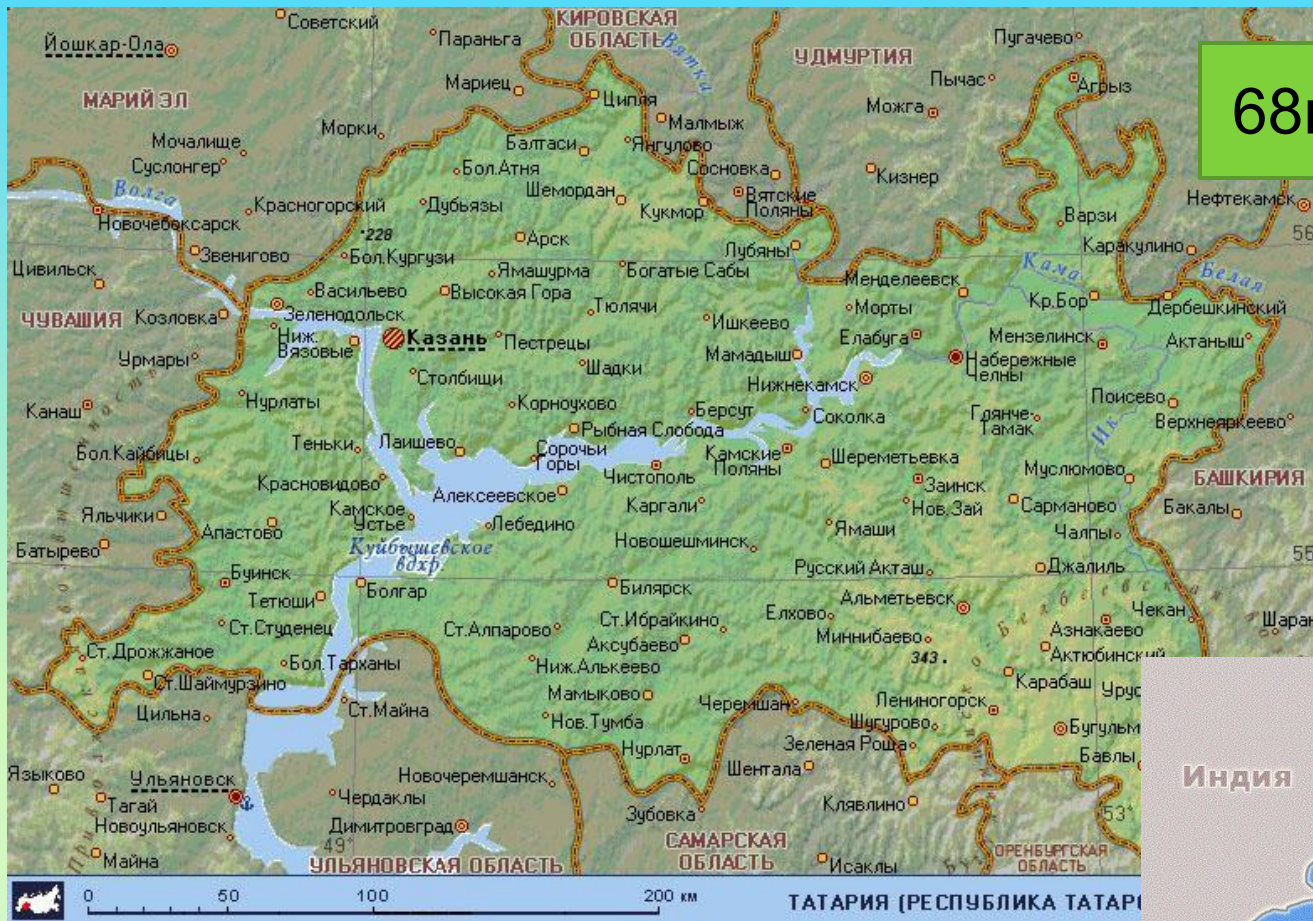 Советский
КИРОВСКАЯ
ОБЛАСТЬ
Вятка
Йошкар-Ола
Параньга
УДМУРТИЯ
Пугачево
68
МАРИЙ ЭЛ
Мариец
Ципля
Пычас
Агрыз
Можга
Мочалище
Морки
Малмыж
Балтаси
Янгулово
Суслонгер
Бол.Атня
Сосновка
Кизнер
Волга
Шемордан
Вятские
Поляны
Нефтекамск
Красногорский
Дубьязы
Кукмор
Варзи
Новочебоксарск
228
Арск
Лубяны
Каракулино
56
Звенигово
Бол.Кургузи
Цивильск
Ямашурма
Богатые Сабы
Менделеевск
Кама
Белая
Васильево
Высокая Гора
Тюлячи
Морты
Кр.Бор
Дербешкинский
ЧУВАШИЯ
Козловка
Зеленодольск
Ишкеево
Ниж.
Вязовые
Казань
Пестрецы
Елабуга
Мензелинск
Актаныш
Урмары
Мамадыш
Набережные
Челны
Столбищи
Шадки
Нижнекамск
Канаш
Нурлаты
Корноухово
Берсут
Соколка
Глянче-
Тамак
Поисево
Верхнеяркеево
Ик
Рыбная Слобода
Теньки
Лаишево
Бол.Кайбицы
Сорочьи
Горы
Камские
Поляны
Шереметьевка
Муслюмово
БАШКИРИЯ
Красновидово
Чистополь
Заинск
Алексеевское
Камское
Устье
Каргали
Нов.Зай
Сарманово
Бакалы
Яльчики
Апастово
Лебедино
Ямаши
Чалпы
Батырево
Куйбышевское
вдхр.
Новошешминск
55
Русский Акташ
Джалиль
Буинск
Болгар
Билярск
Тетюши
Альметьевск
Чекан
Ст.Студенец
Ст.Алпарово
Ст.Ибрайкино
Елхово
Азнакаево
Шаран
Аксубаево
Миннибаево
343
Актюбинский
Ст.Дрожжаное
Бол.Тарханы
Ниж.Алькеево
Карабаш
Урус
Ст.Шаймурзино
Мамыково
Черемшан
Лениногорск
Цильна
Ст.Майна
Нов.Тумба
Шугурово
Бугульм
Нурлат
Зеленая Роща
Бавлы
Языково
Ульяновск
Новочеремшанск
Шентала
Индия
Тагай
Чердаклы
Клявлино
Новоульяновск
Димитровград
Зубовка
53°
49°
САМАРСКАЯ
ОБЛАСТЬ
ОРЕНБУРГСКАЯ
ОБЛАСТЬ
Майна
УЛЬЯНОВСКАЯ ОБЛАСТЬ
Исаклы
0 50 100 200 км
ТАТАРИЯ (РЕСПУБЛИКА ТАТАР